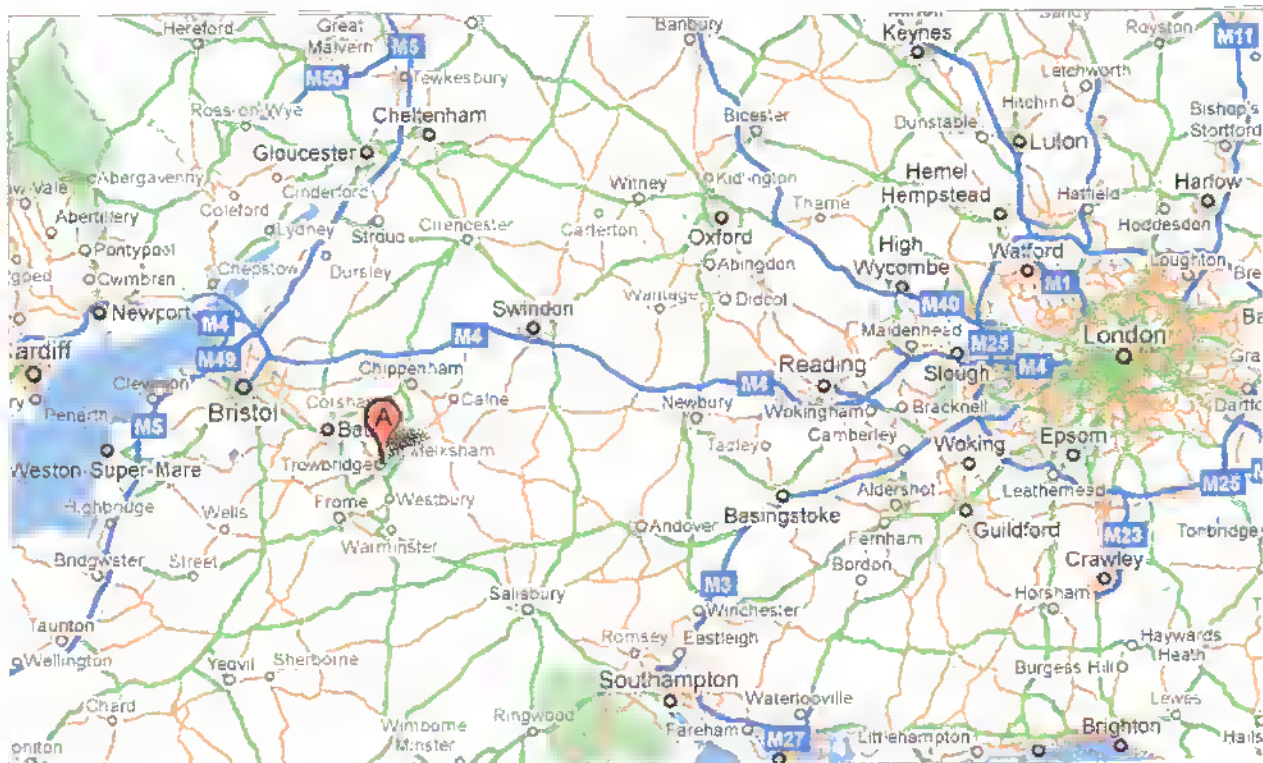 Hereford
Great
Malvern
M5
Banbury
Keynes
Royston
M11
M50
Tewkesbury
Letchworth
Ross-on-Wye
Cheltenham
Bicester
Dunstable
Hitchin
Bishop's
Stortford
Gloucester
Luton
Abergavenny
Cinderford
Kidlington
Hemel
Hempstead
Hatfield
Harlow
Abertillery
Coleford
Witney
Thame
Lydney
Stroud
Cirencester
Carterton
Oxford
Hoddesdon
Pontypool
High
Wycombe
Watford
Loughton
Cwmbran
Chepstow
Dursley
Abingdon
M1
Newport
M4
Swindon
Wantage
Didcot
M40
M49
M4
Maidenhead
M25
London
Chippenham
Reading
Slough
M4
Clevedon
M4
Penarth
Bristol
Calne
Newbury
Wokingham
Bracknell
M5
A
Tadley
Camberley
Woking
Epsom
Weston-Super-Mare
Trowbridge
Melksham
M25
Highbridge
Frome
Westbury
Aldershot
Leatherhead
Wells
Andover
Basingstoke
Guildford
M23
Tonbridge
Warminster
Farnham
Bridgwater
Street
Bordon
Crawley
M3
Salisbury
Winchester
Horsham
Taunton
Romsey
Eastleigh
Haywards
Heath
Wellington
Yeovil
Sherborne
Burgess Hill
Southampton
Waterlooville
Lewes
Chard
Wimborne
Minster
Ringwood
Fareham
M27
Littlehampton
Brighton